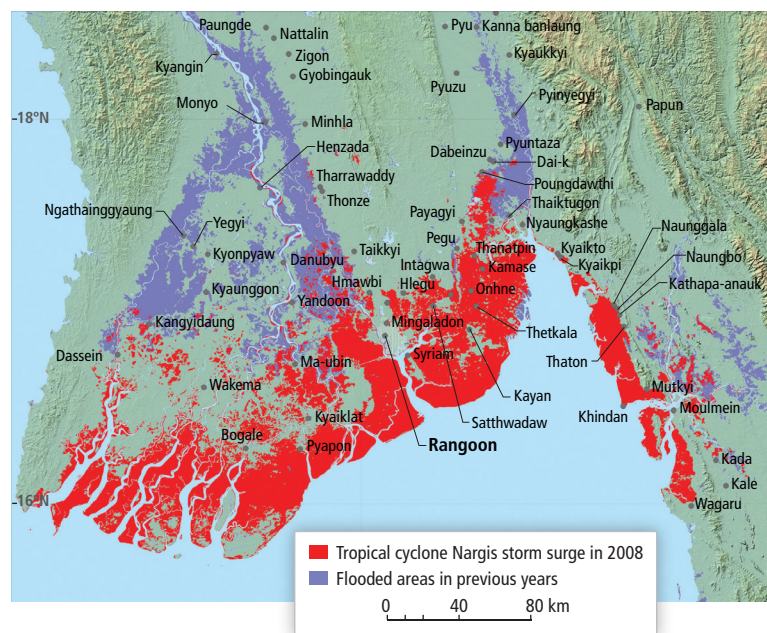 Paungde
Nattalin
Pyu
Kanna banlaung
Kyangin
Zigon
Kyaukkyi
Gyobingauk
Pyuzu
Pyinyegyi
Monyo
Papun
18°N
Minhla
Henzada
Pyuntaza
Dabeinzu
Dai-k
Tharrawaddy
Poungdawthi
Thonze
Thaiktugon
Ngathainggyaung
Yegyi
Payagyi
Nyaungkashe
Naunggala
Pegu
Kyonpyaw
Taikkyi
Thanatpin
Kyaikto
Naungbo
Danubyu
Intagwa
Kamase
Kyaikpi
Kathapa-anauk
Hmawbi
Hlegu
Kyaunggon
Yandoon
Onhne
Kangyidaung
Mingaladon
Thetkala
Dassein
Ma-ubin
Syriam
Thaton
Wakema
Kayan
Mutkyi
Kyaiklat
Satthwadaw
Khindan
Moulmein
Bogale
Pyapon
Rangoon
Kada
Kale
16°N
Wagaru
Tropical cyclone Nargis storm surge in 2008
Flooded areas in previous years
0 40 80 km